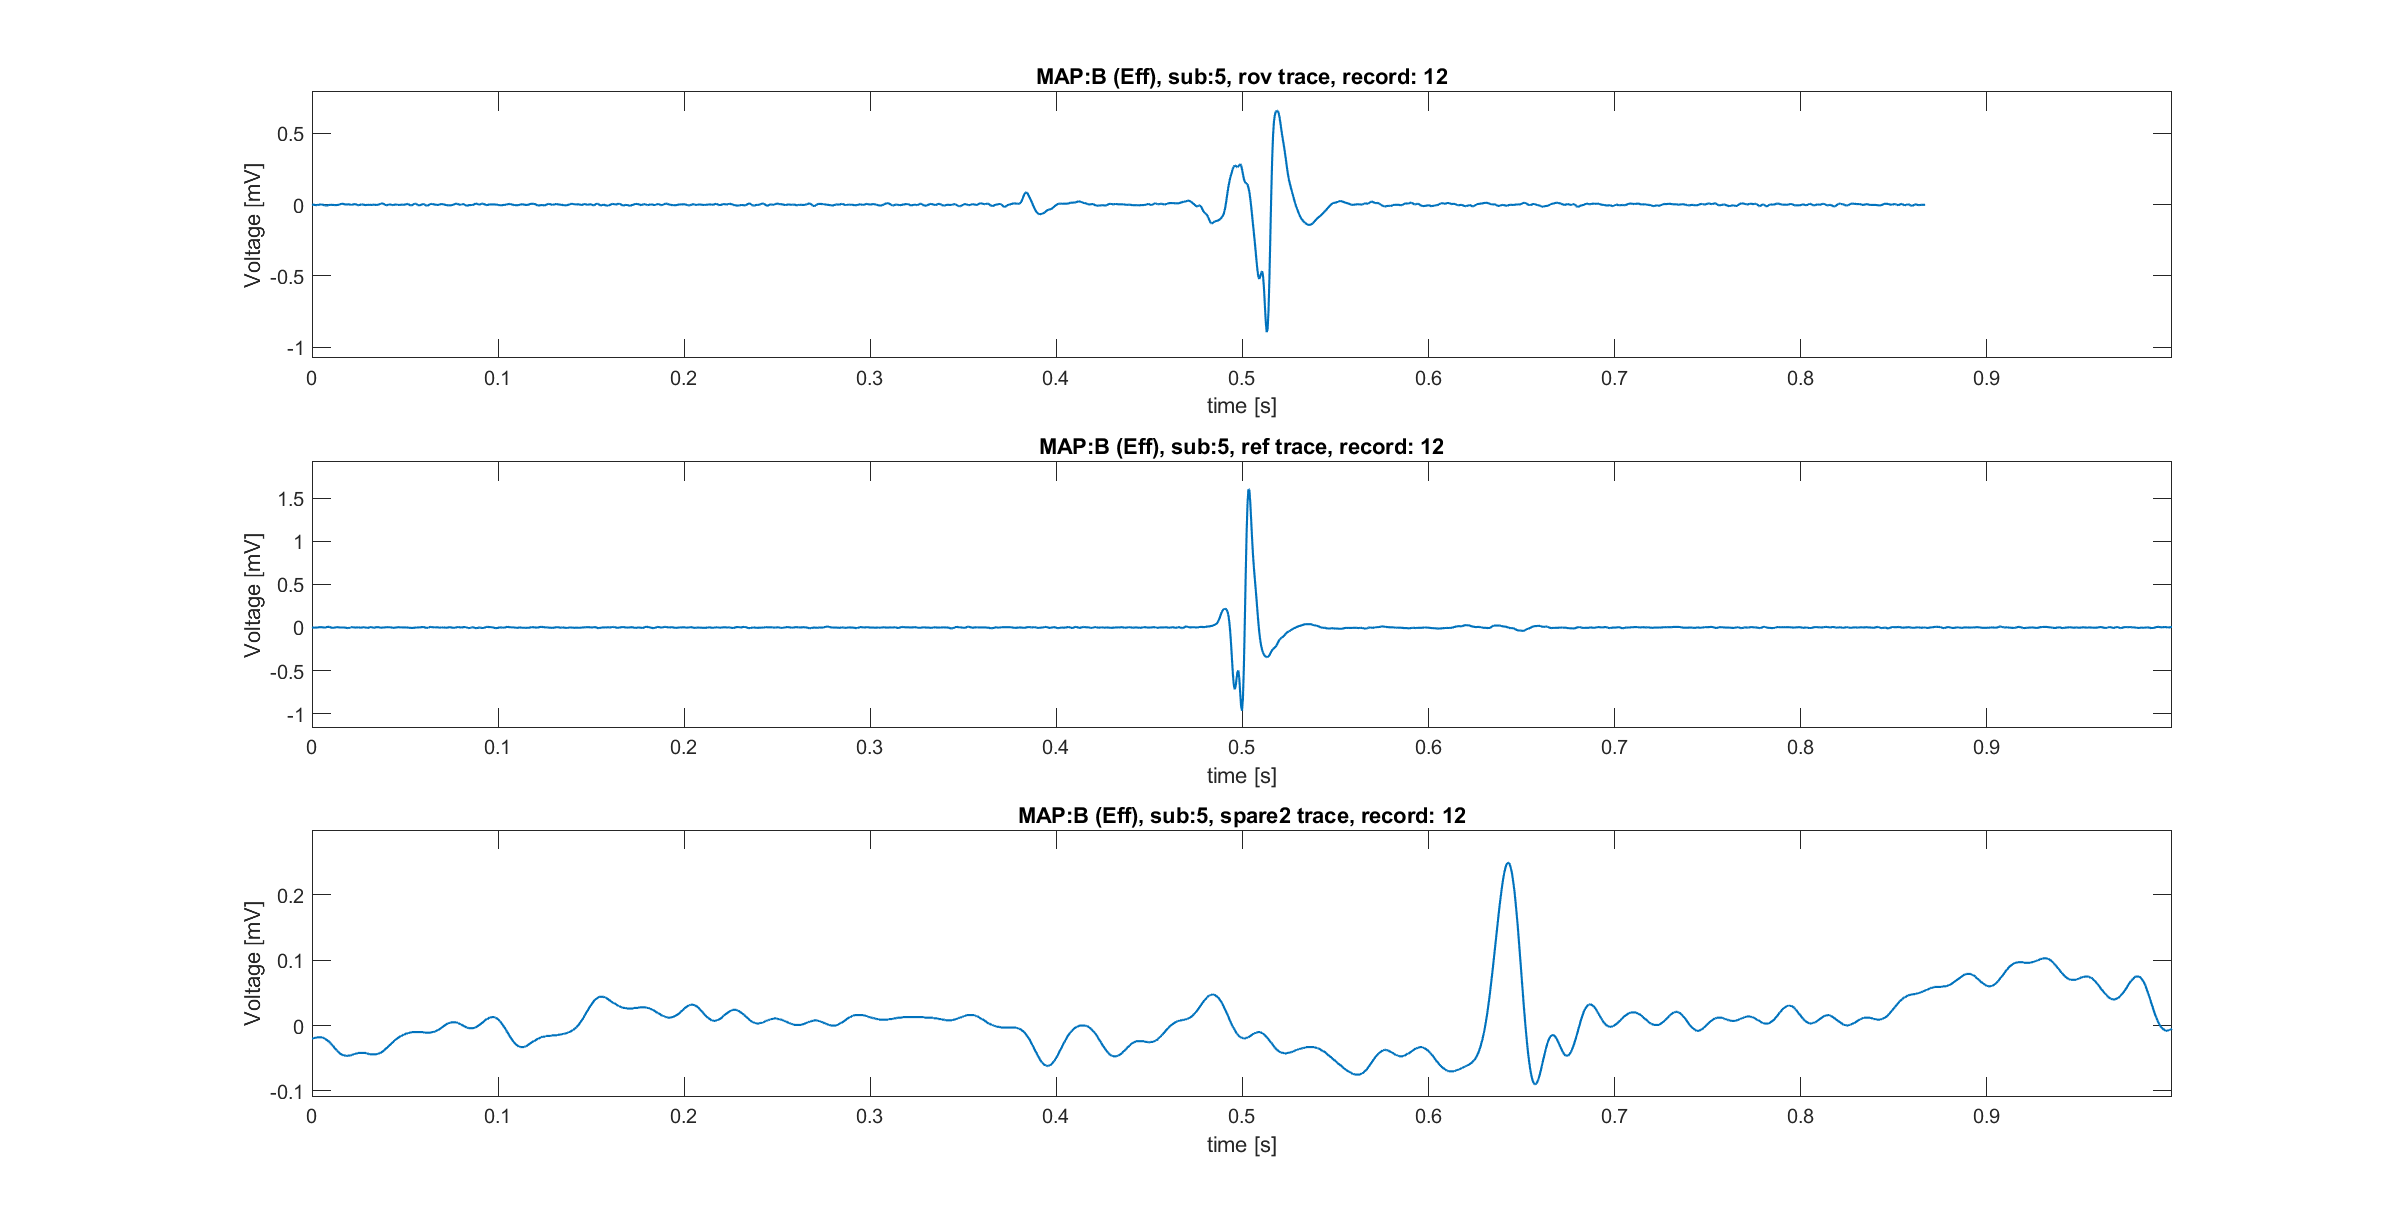 MAP:B (Eff), sub:5, rov trace, record: 12
Voltage [mV]
0.5
0
-0.5
-1
0 0.1 0.2 0.3 0.4 0.5 0.6 0.7 0.8 0.9
time [s]
MAP:B (Eff), sub:5, ref trace, record: 12
Voltage [mV]
1.5
1
0.5
0
-0.5
-1
0 0.1 0.2 0.3 0.4 0.5 0.6 0.7 0.8 0.9
time [s]
MAP:B (Eff), sub:5, spare2 trace, record: 12
Voltage [mV]
0.2
0.1
0
-0.1
0 0.1 0.2 0.3 0.4 0.5 0.6 0.7 0.8 0.9
time [s]